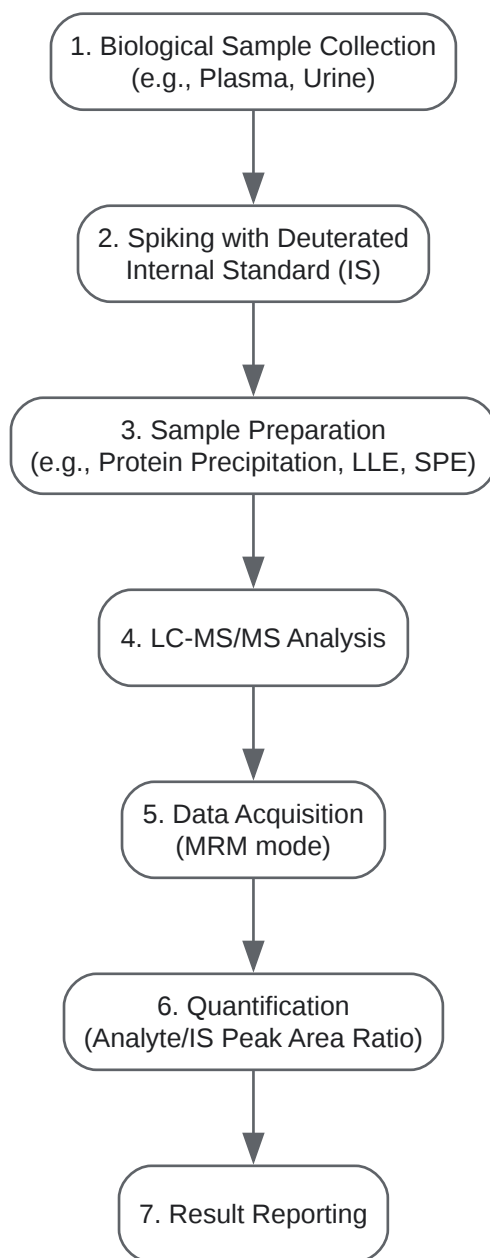 1. Biological Sample Collection
(e.g., Plasma, Urine)
2. Spiking with Deuterated
Internal Standard (IS)
3. Sample Preparation
(e.g., Protein Precipitation, LLE, SPE)
4. LC-MS/MS Analysis
5. Data Acquisition
(MRM mode)
6. Quantification
(Analyte/IS Peak Area Ratio)
7. Result Reporting